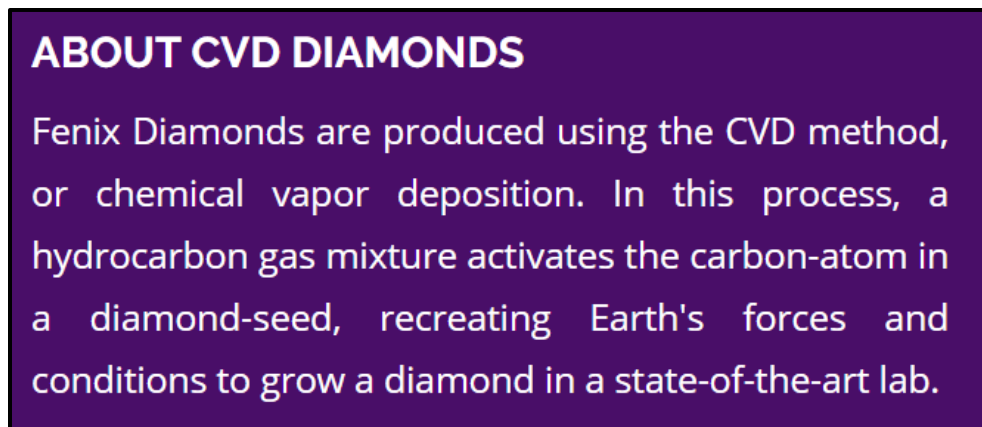 ABOUT CVD DIAMONDS
Fenix Diamonds are produced using the CVD method,
or chemical vapor deposition. In this process, a
hydrocarbon gas mixture activates the carbon-atom in
a diamond-seed, recreating Earth's forces and
conditions to grow a diamond in a state-of-the-art lab.